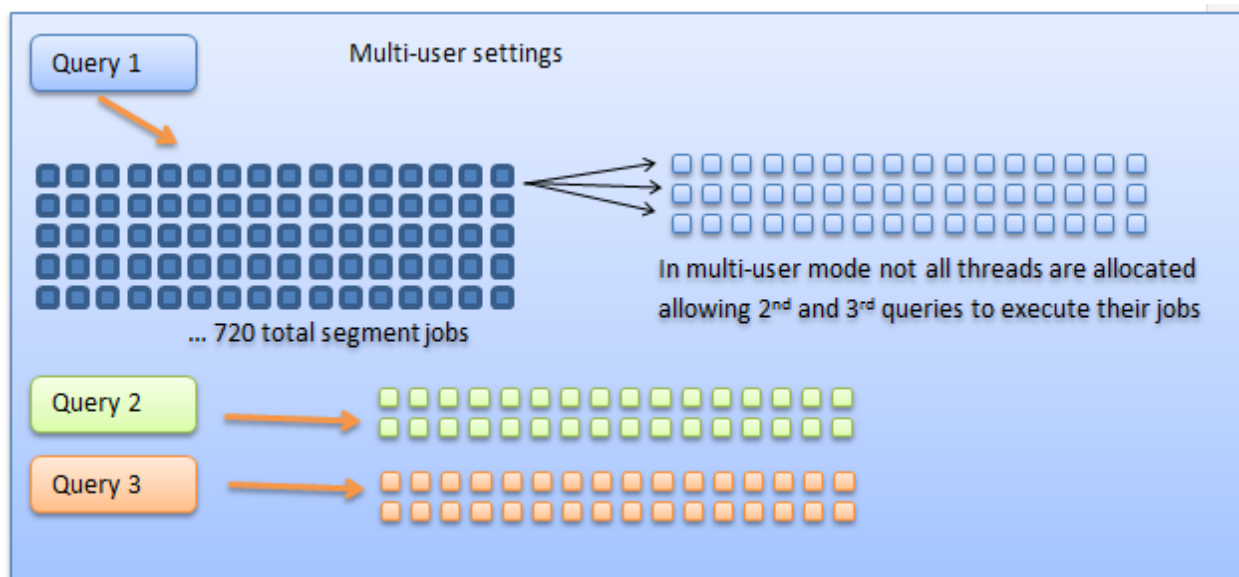 Query 1
Multi-user settings
In multi-user mode not all threads are allocated
allowing 2nd and 3rd queries to execute their jobs
... 720 total segment jobs
Query 2
Query 3